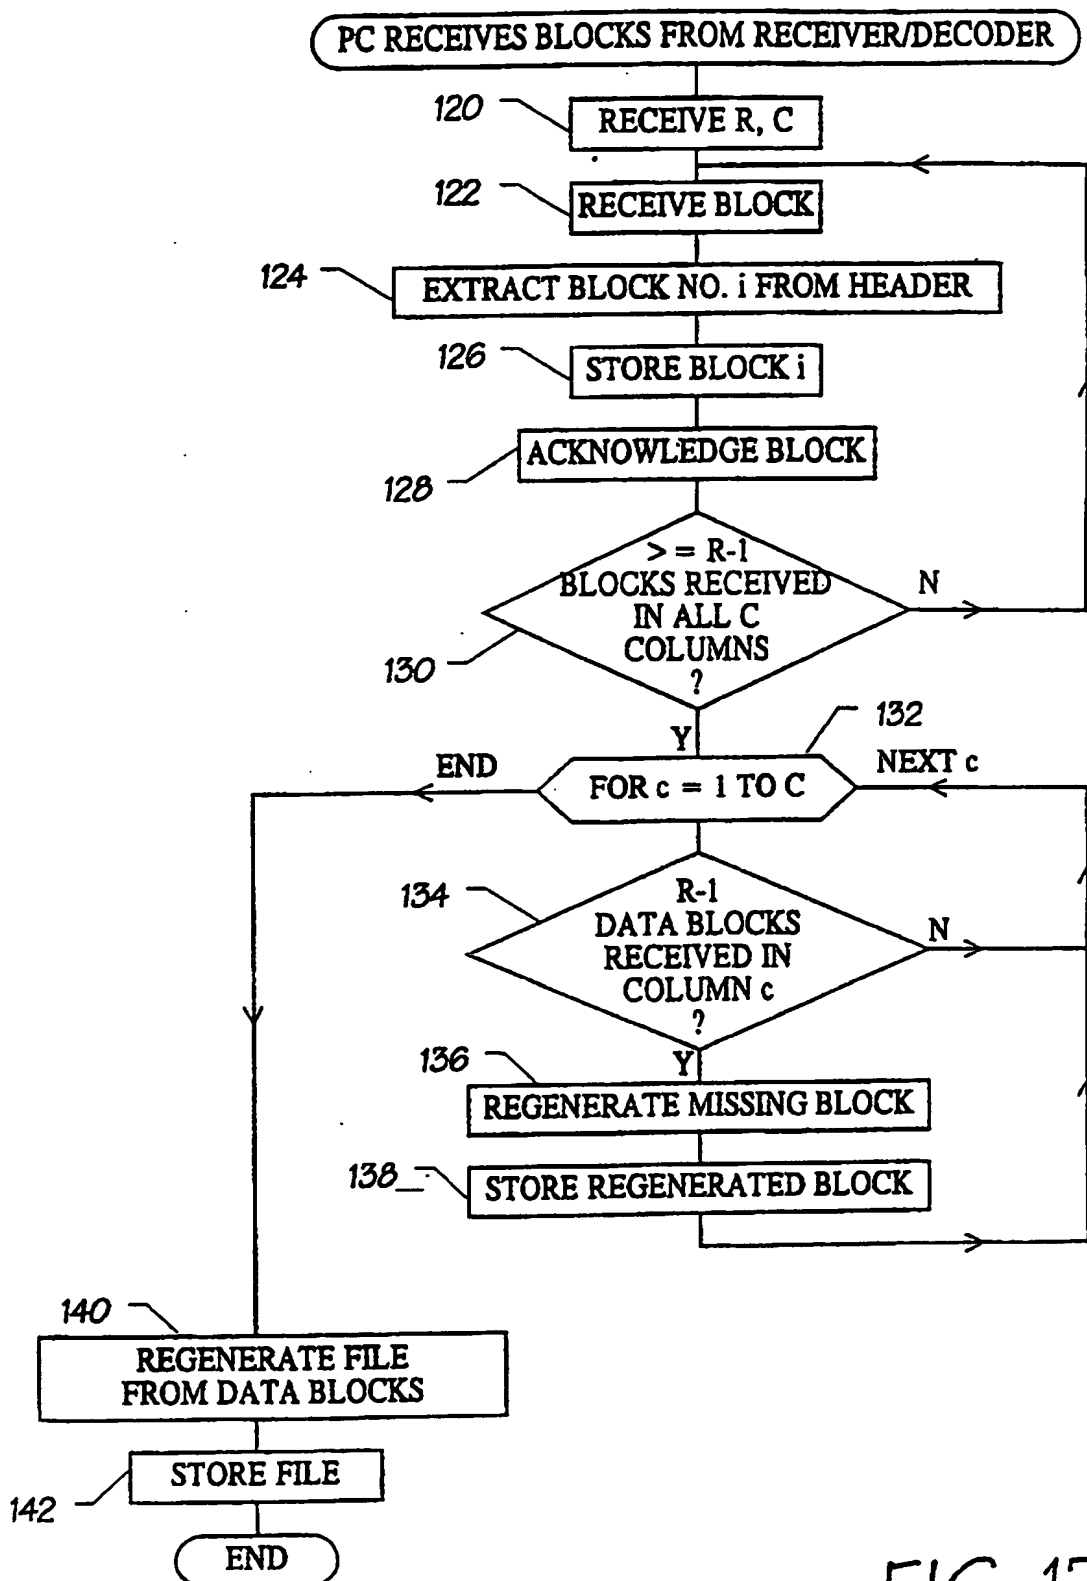 PC RECEIVES BLOCKS FROM RECEIVER/DECODER
120
RECEIVE R, C
122
RECEIVE BLOCK
124
EXTRACT BLOCK NO. i FROM HEADER
126
STORE BLOCK i
128
ACKNOWLEDGE BLOCK
> = R-1
BLOCKS RECEIVED
IN ALL C
COLUMNS
?
N
130
Y
132
END
FOR c = 1 TO C
NEXT c
134
R-1
DATA BLOCKS
RECEIVED IN
COLUMN c
?
N
Y
136
REGENERATE MISSING BLOCK
138
STORE REGENERATED BLOCK
140
REGENERATE FILE
FROM DATA BLOCKS
STORE FILE
142
END
FIG.